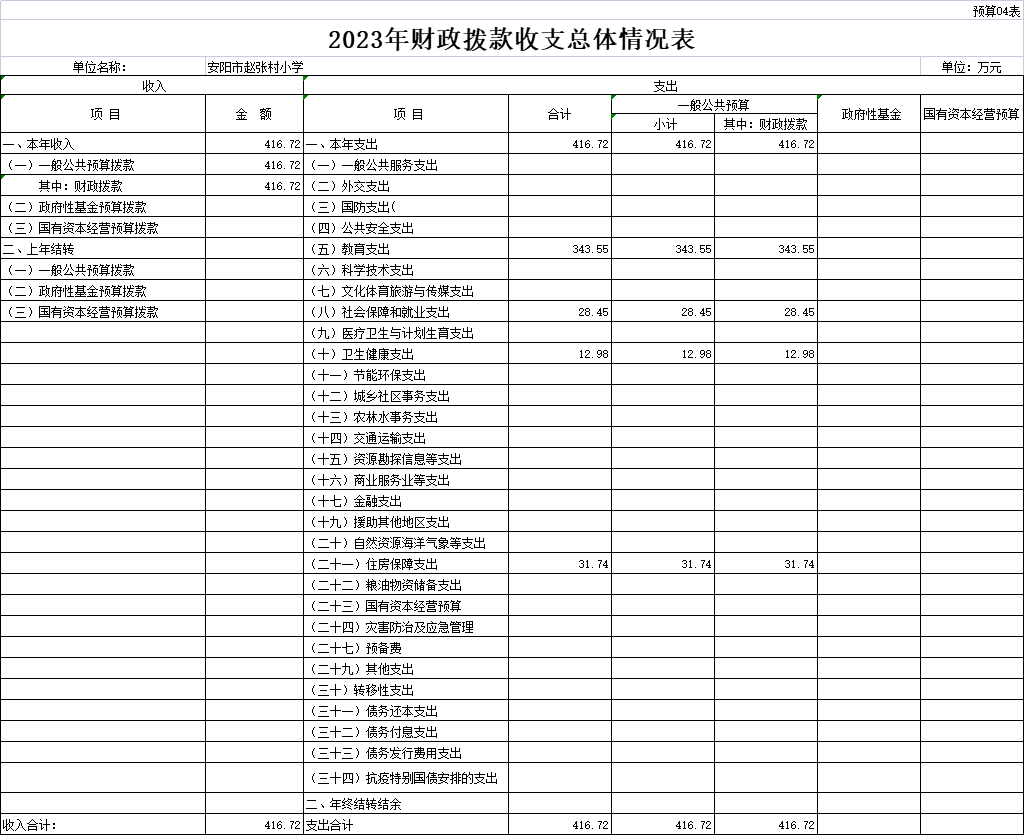 预算04表
2023年财政拨款收支总体情况表
单位名称： 安阳市赵张村小学 单位：万元
收入 支出
项 目 金 额 项 目 合计 一般公共预算 政府性基金 国有资本经营预算
小计 其中：财政拨款
一、本年收入 416.72 一、本年支出 416.72 416.72 416.72
（一）一般公共预算拨款 416.72 （一）一般公共服务支出
其中：财政拨款 416.72 （二）外交支出
（二）政府性基金预算拨款 （三）国防支出(
（三）国有资本经营预算拨款 （四）公共安全支出
二、上年结转 （五）教育支出 343.55 343.55 343.55
（一）一般公共预算拨款 （六）科学技术支出
（二）政府性基金预算拨款 （七）文化体育旅游与传媒支出
（三）国有资本经营预算拨款 （八）社会保障和就业支出 28.45 28.45 28.45
（九）医疗卫生与计划生育支出
（十）卫生健康支出 12.98 12.98 12.98
（十一）节能环保支出
（十二）城乡社区事务支出
（十三）农林水事务支出
（十四）交通运输支出
（十五）资源勘探信息等支出
（十六）商业服务业等支出
（十七）金融支出
（十九）援助其他地区支出
（二十）自然资源海洋气象等支出
（二十一）住房保障支出 31.74 31.74 31.74
（二十二）粮油物资储备支出
（二十三）国有资本经营预算
（二十四）灾害防治及应急管理
（二十七）预备费
（二十九）其他支出
（三十）转移性支出
（三十一）债务还本支出
（三十二）债务付息支出
（三十三）债务发行费用支出
（三十四）抗疫特别国债安排的支出
二、年终结转结余
收入合计： 416.72 支出合计 416.72 416.72 416.72